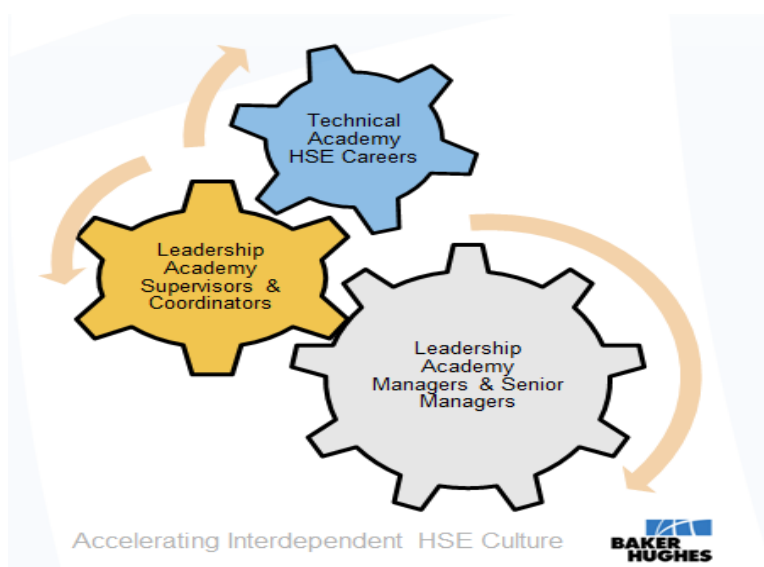 Technical
Academy
HSE Careers
Leadership
Academy
Supervisors & 
Coordinators
Leadership
Academy
Managers & Senior
Managers
Accelerating Interdependent HSE Culture
BAKER
HUGHES